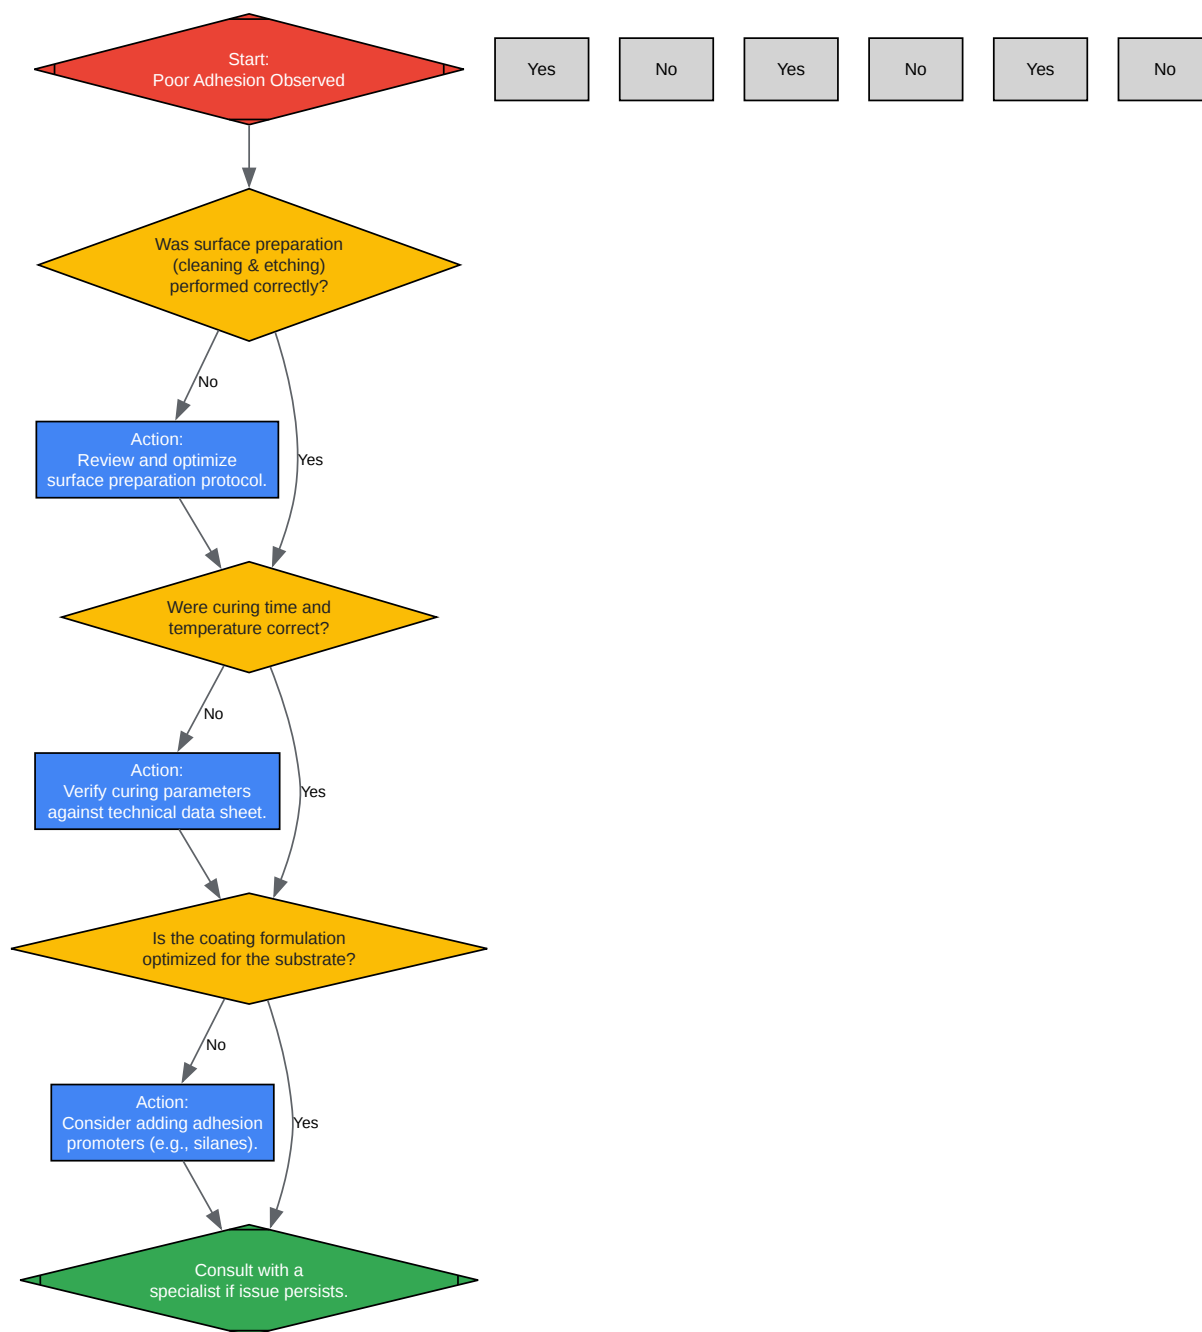 Start:
Poor Adhesion Observed
Yes
No
Yes
No
Yes
No
Was surface preparation
(cleaning & etching)
performed correctly?
No
Action:
Review and optimize
surface preparation protocol.
Yes
Were curing time and
temperature correct?
No
Action:
Verify curing parameters
against technical data sheet.
Yes
Is the coating formulation
optimized for the substrate?
No
Action:
Consider adding adhesion
promoters (e.g., silanes).
Yes
Consult with a
specialist if issue persists.